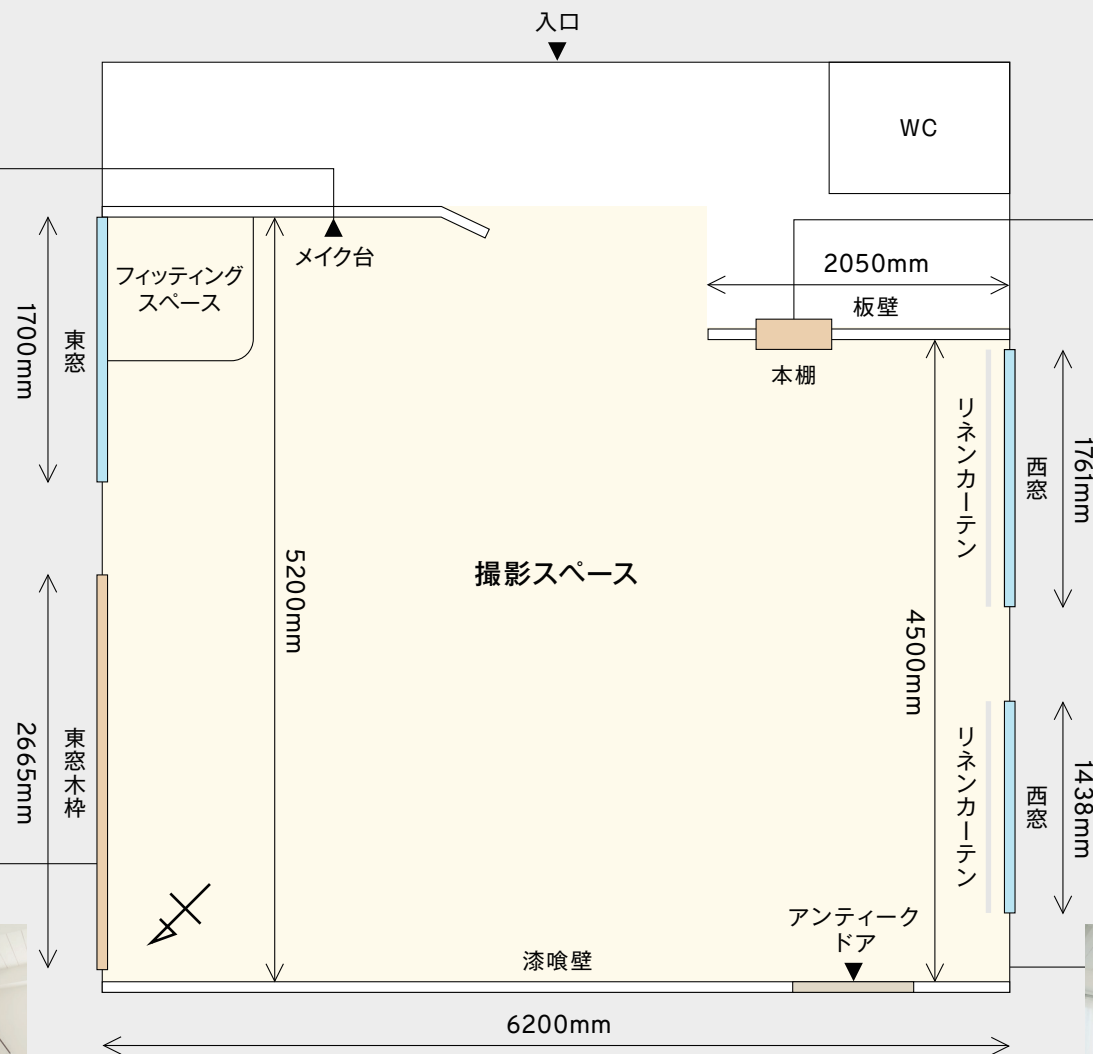 入口
WC
メイク台
フィッティング
スペース
2050mm
板壁
本棚
東窓
1700mm
リネンカーテン
西窓
1761mm
5200mm
撮影スペース
4500mm
東窓木枠
2665mm
リネンカーテン
西窓
1438mm
アンティーク
ドア
漆喰壁
6200mm